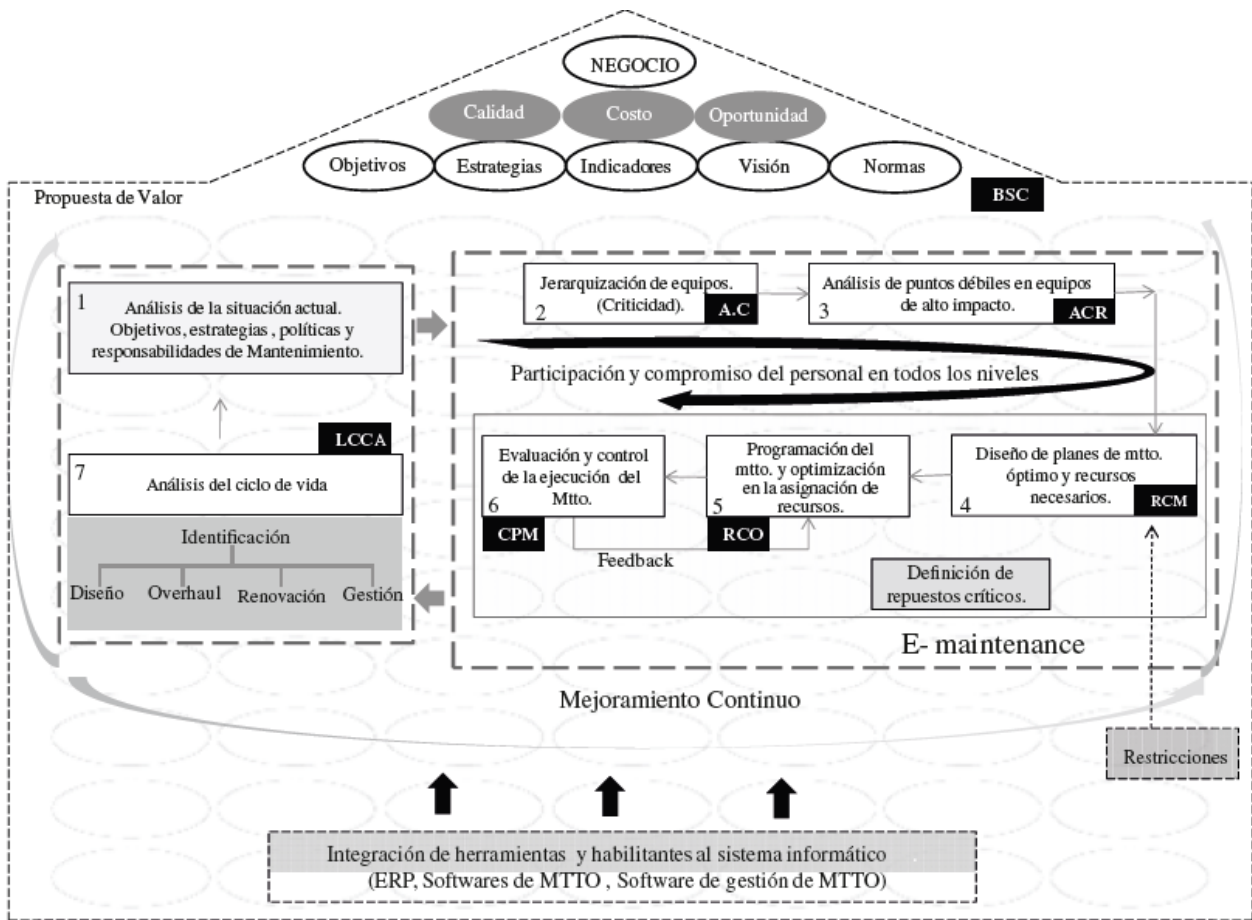 NEGOCIO
Calidad
Costo
Oportunidad
Objetivos
Estrategias
Indicadores
Visión
Normas
BSC
Propuesta de Valor
1
Análisis de la situación actual.
Objetivos, estrategias , políticas y
responsabilidades de Mantenimiento.
Jerarquización de equipos.
(Criticidad).
2
A.C
Análisis de puntos débiles en equipos
de alto impacto.
3
ACR
Participación y compromiso del personal en todos los niveles
LCCA
7
Análisis del ciclo de vida
Identificación
Diseño
Overhaul
Renovación
Gestión
Evaluación y control
de la ejecución del
Mtto.
6
CPM
Programación del
mtto. y optimización
en la asignación de
recursos.
5
RCO
Diseño de planes de mtto.
óptimo y recursos
necesarios.
4
RCM
Feedback
Definición de
repuestos críticos.
E- maintenance
Mejoramiento Continuo
Restricciones
Integración de herramientas y habilitantes al sistema informático
(ERP, Softwares de MTTO , Software de gestión de MTTO)